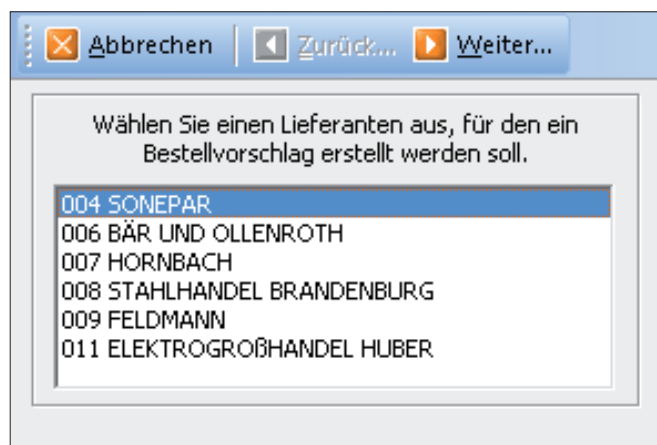 Abbrechen Zurück... Weiter...
Wählen Sie einen Lieferanten aus, für den ein
Bestellvorschlag erstellt werden soll.
004 SONEPAR
006 BÄR UND OLLENROTH
007 HORNBACH
008 STAHLHANDEL BRANDENBURG
009 FELDMANN
011 ELEKTROGROßHANDEL HUBER